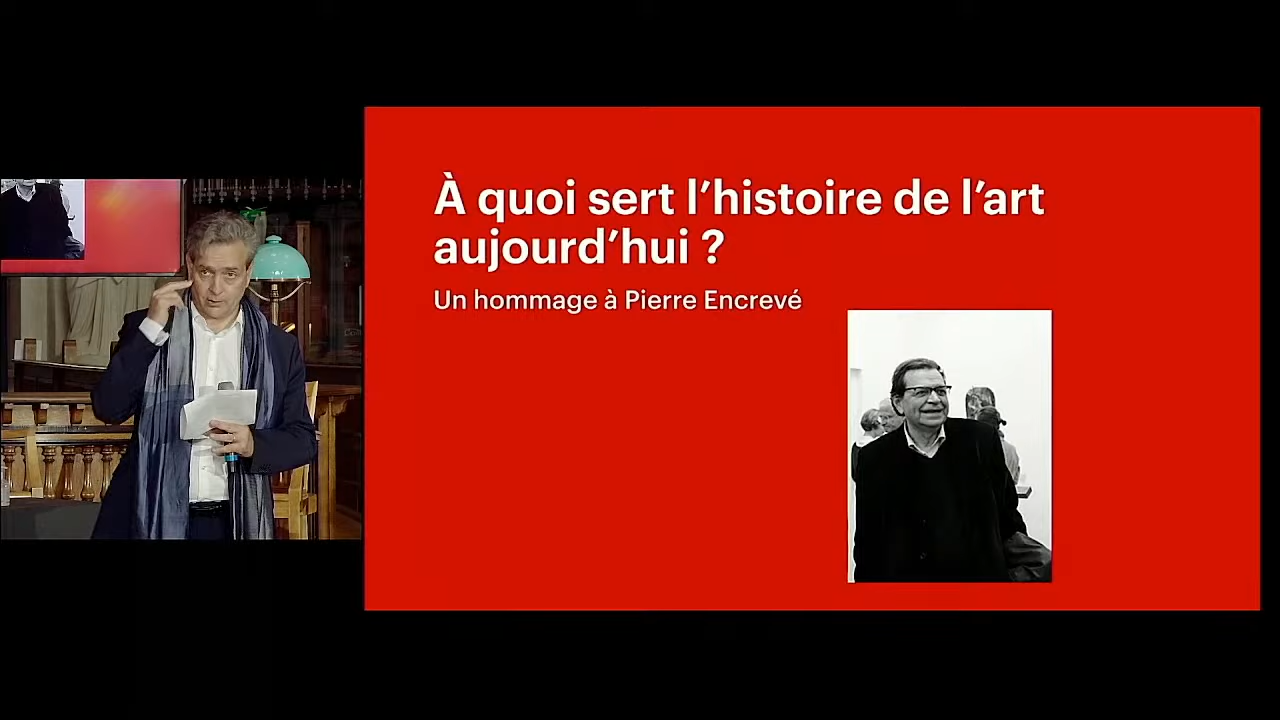 À quoi sert l’histoire de l’art
aujourd’hui ?
Un hommage à Pierre Encrevé